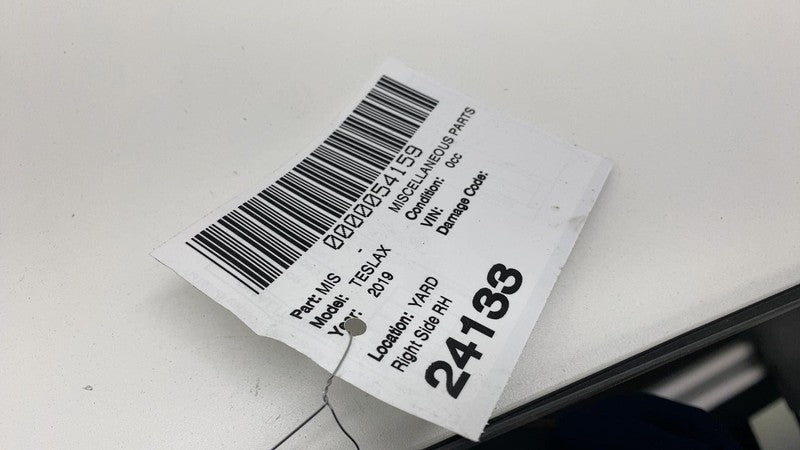 0000054159
Part: MIS - MISCELLANEOUS PARTS
Model: TESLAX Condition: 0cc
Year: 2019 VIN:
Damage Code:
Location: YARD
Right Side RH
24133